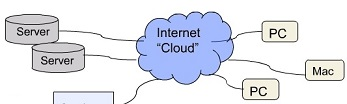 Server
Server
Internet
"Cloud"
PC
Mac
PC